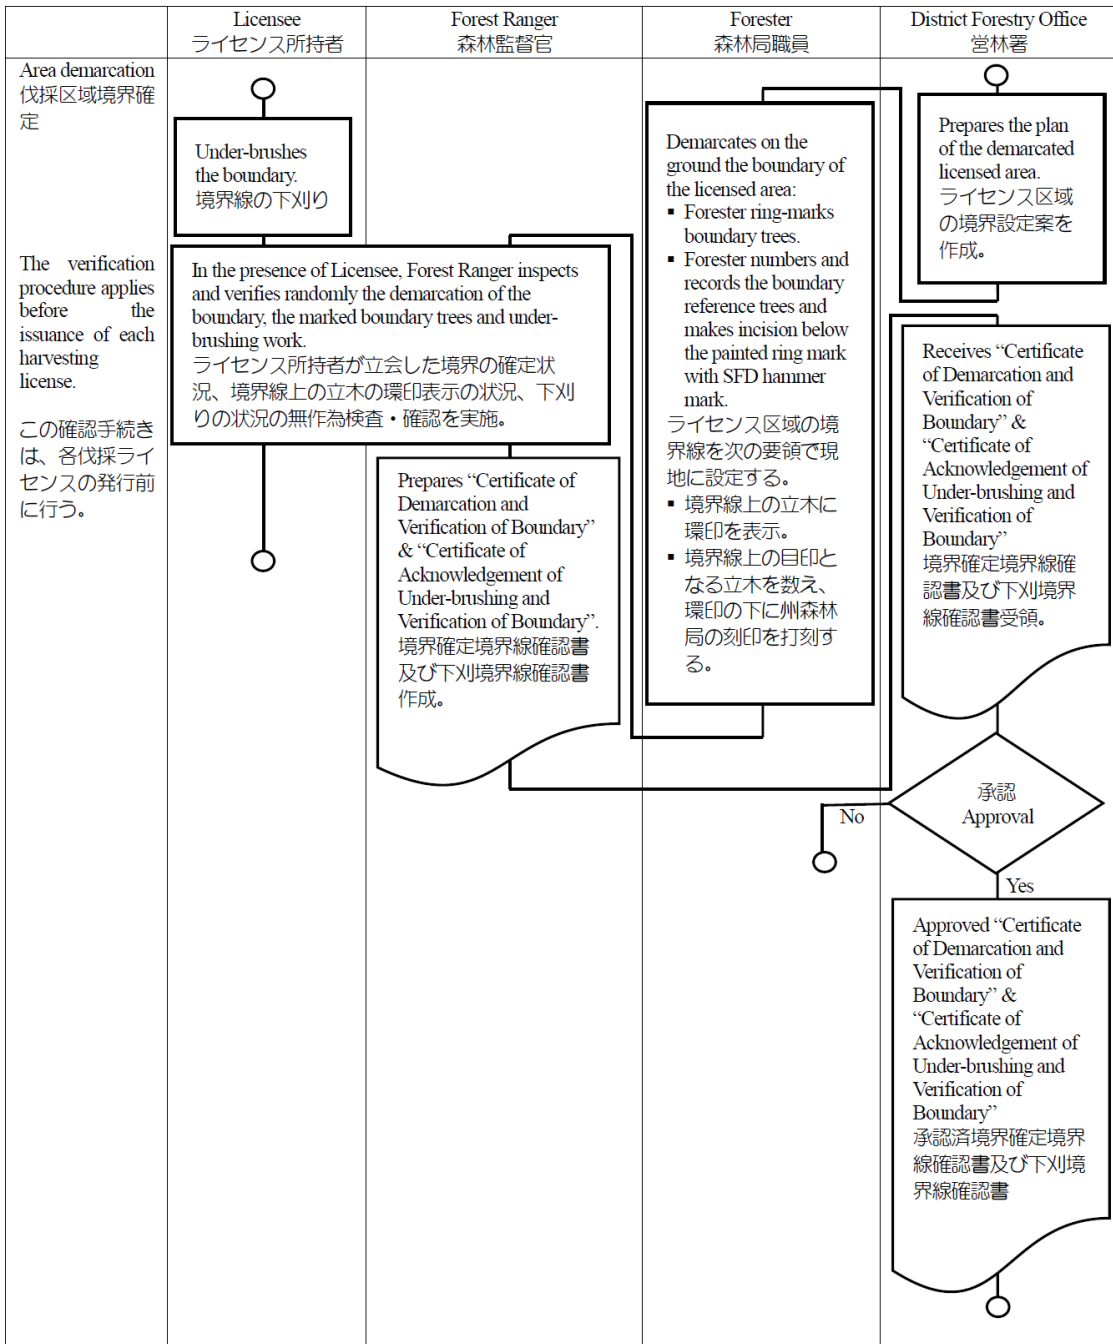 Licensee
ライセンス所持者
Forest Ranger
森林監督官
Forester
森林局職員
District Forestry Office
営林署
Area demarcation
伐採区域境界確
定
The verification
procedure applies
before the
issuance of each
harvesting
license.
この確認手続き
は、各伐採ライ
センスの発行前
に行う。
Under-brushes
the boundary.
境界線の下刈り
In the presence of Licensee, Forest Ranger inspects
and verifies randomly the demarcation of the
boundary, the marked boundary trees and under-
brushing work.
ライセンス所持者が立会した境界の確定状
況、境界線上の立木の環印表示の状況、下刈
りの状況の無作為検査・確認を実施。
Prepares “Certificate of
Demarcation and
Verification of Boundary”
& “Certificate of
Acknowledgement of
Under-brushing and
Verification of Boundary”.
境界確定境界線確認書
及び下刈境界線確認書
作成。
Demarcates on the
ground the boundary of
the licensed area:
▪ Forester ring-marks
boundary trees.
▪ Forester numbers and
records the boundary
reference trees and
makes incision below
the painted ring mark
with SFD hammer
mark.
ライセンス区域の境
界線を次の要領で現
地に設定する。
▪ 境界線上の立木に
環印を表示。
▪ 境界線上の目印と
なる立木を数え、
環印の下に州森林
局の刻印を打刻す
る。
Prepares the plan
of the demarcated
licensed area.
ライセンス区域
の境界設定案を
作成。
Receives “Certificate
of Demarcation and
Verification of
Boundary” &
“Certificate of
Acknowledgement of
Under-brushing and
Verification of
Boundary”
境界確定境界線確
認書及び下刈境界
線確認書受領。
承認
Approval
No
Yes
Approved “Certificate
of Demarcation and
Verification of
Boundary” &
“Certificate of
Acknowledgement of
Under-brushing and
Verification of
Boundary”
承認済境界確定境界
線確認書及び下刈境
界線確認書